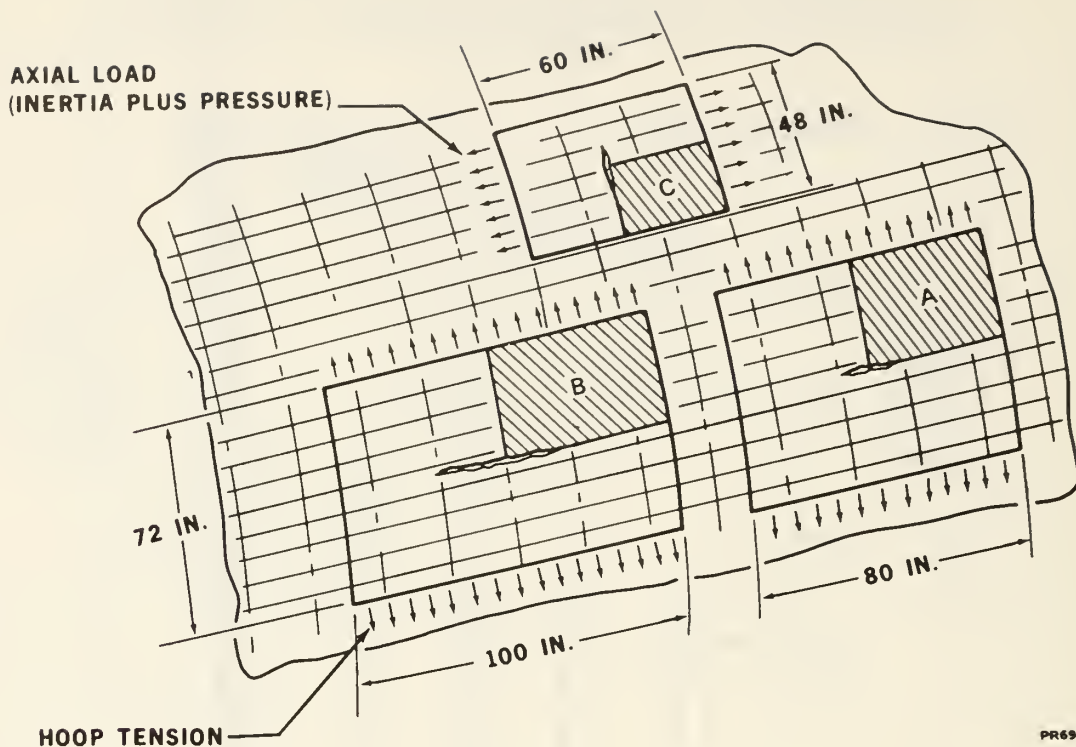 60 IN.
AXIAL LOAD
(INERTIA PLUS PRESSURE)
48 IN.
C
A
B
72 IN.
80 IN.
100 IN.
HOOP TENSION
PR69